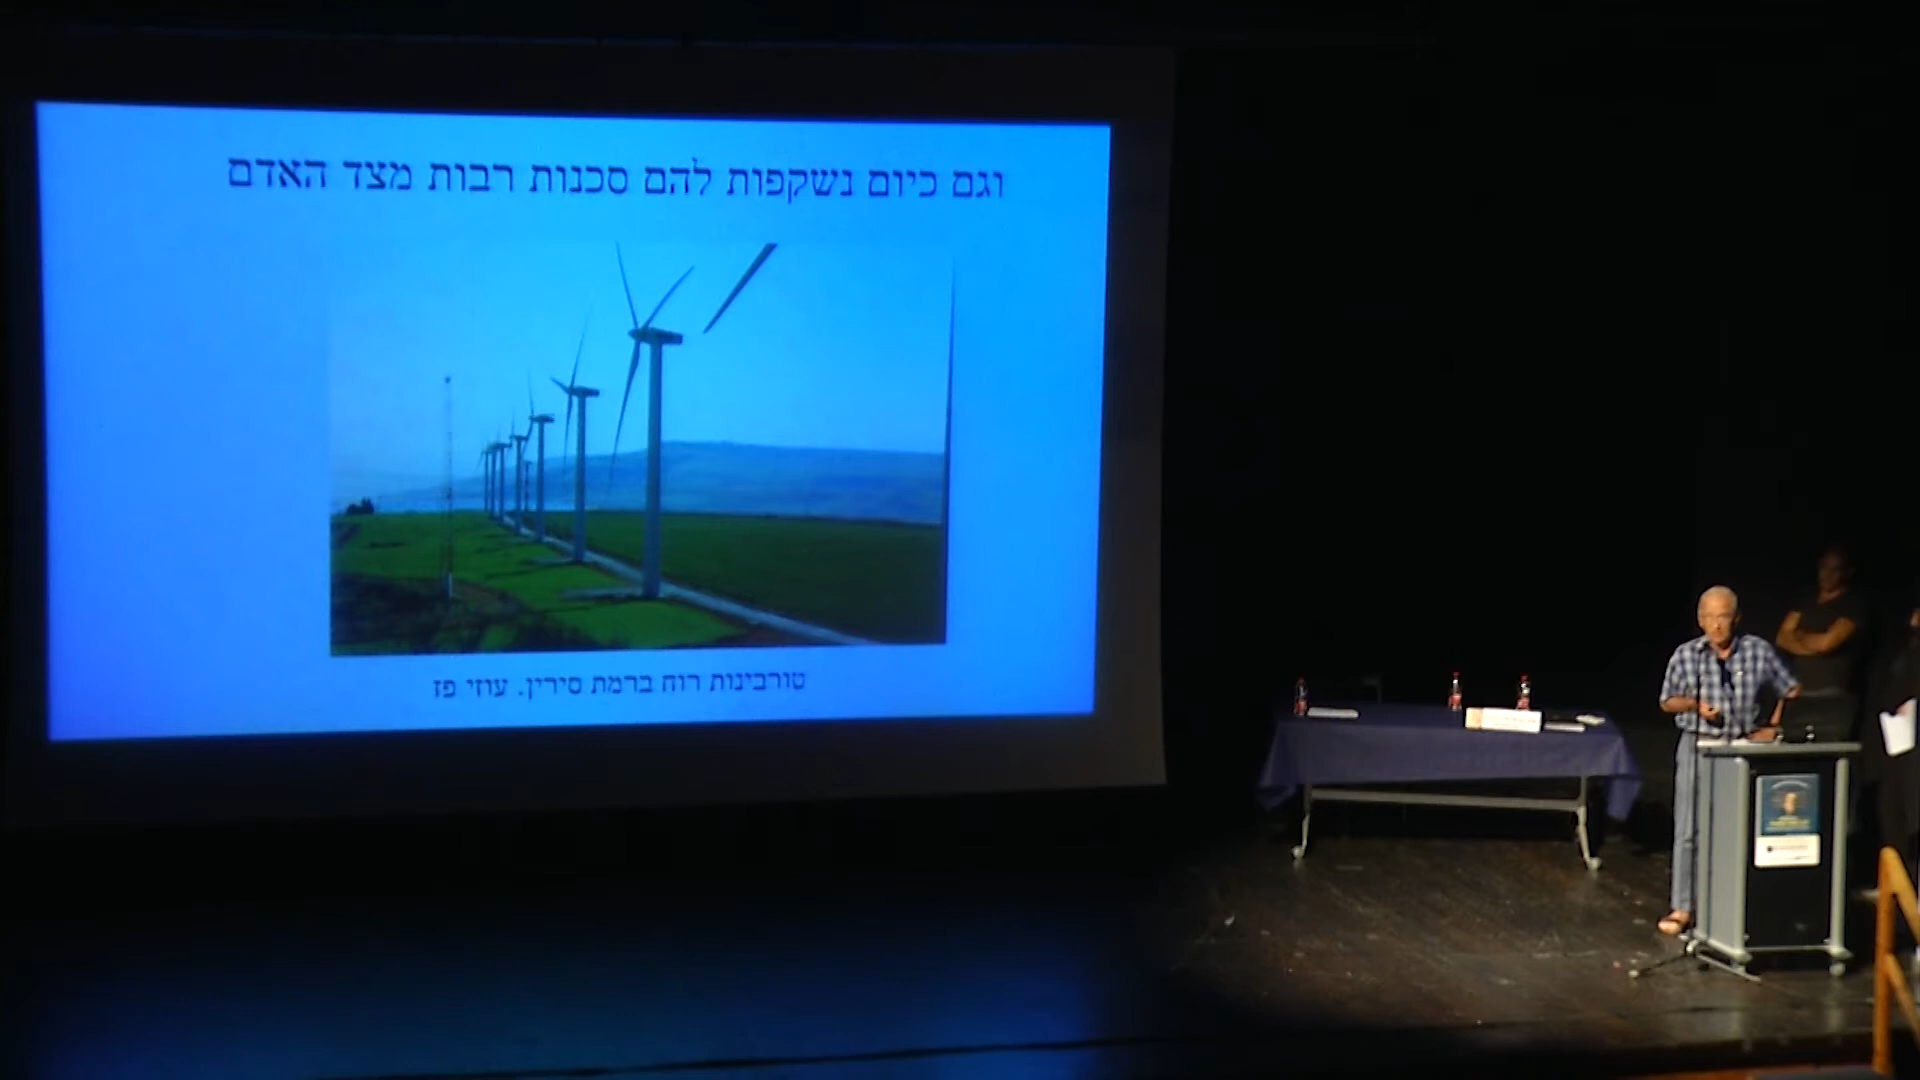 וגם כיום נשקפות להם סכנות רבות מצד האדם
טורבינות רוח ברמת סירין. עוזי פז